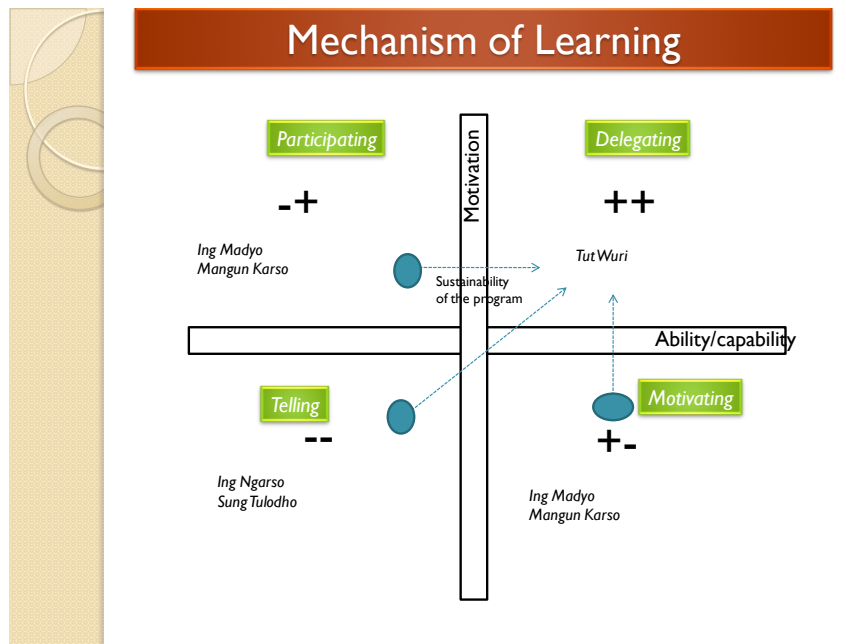 Mechanism of Learning
Participating
Delegating
Motivation
-+
++
Ing Madyo
Mangun Karso
Tut Wuri
Sustainability
of the program
Ability/capability
Telling
Motivating
--
+-
Ing Ngarso
Sung Tulodho
Ing Madyo
Mangun Karso